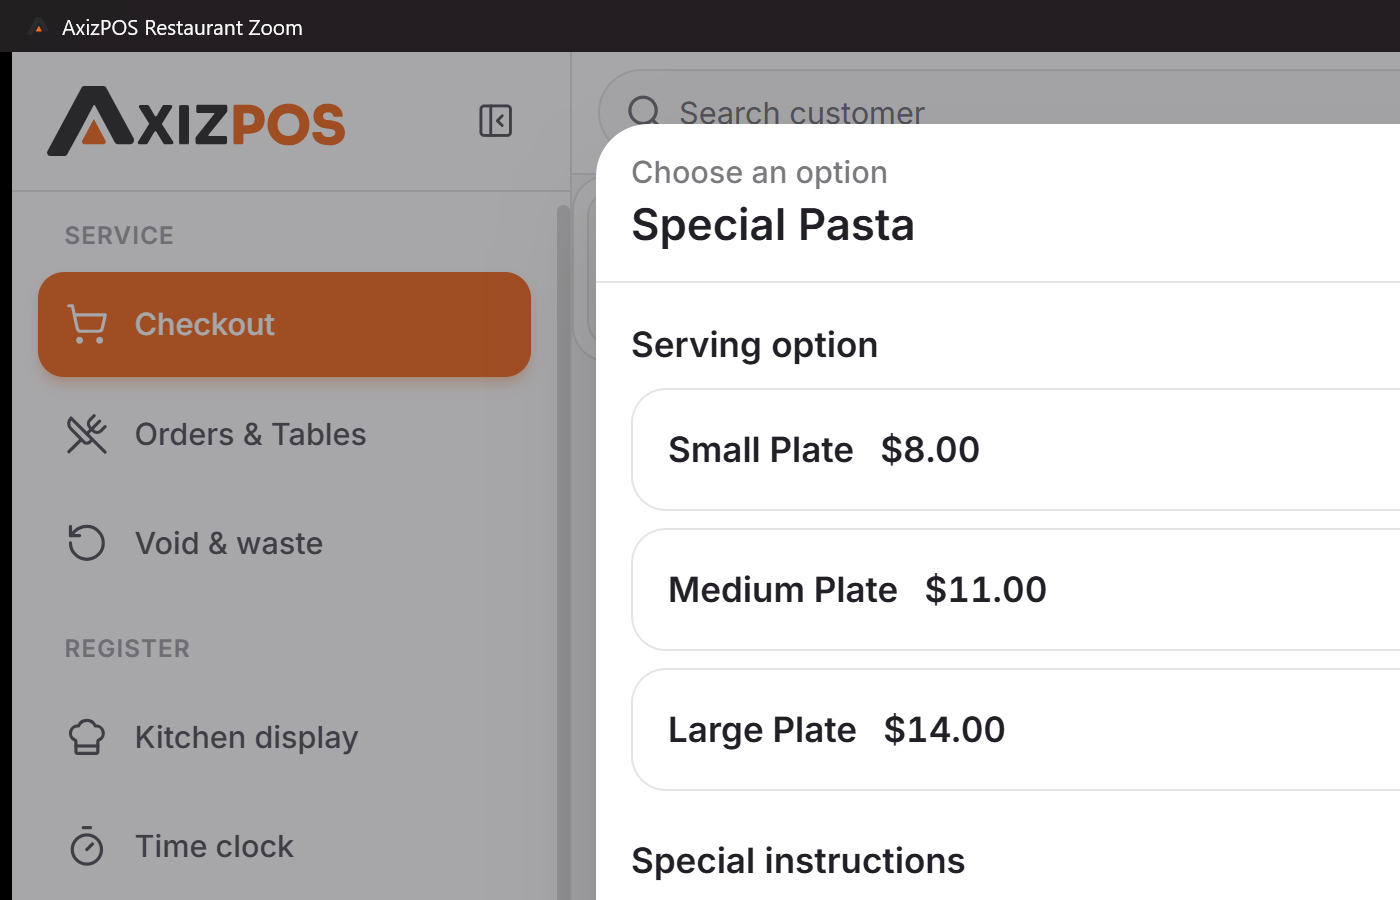 AxizPOS Restaurant Zoom
AXIZPOS
Search customer
SERVICE
Checkout
Orders & Tables
Void & waste
REGISTER
Kitchen display
Time clock
Choose an option
Special Pasta
Serving option
Small Plate $8.00
Medium Plate $11.00
Large Plate $14.00
Special instructions